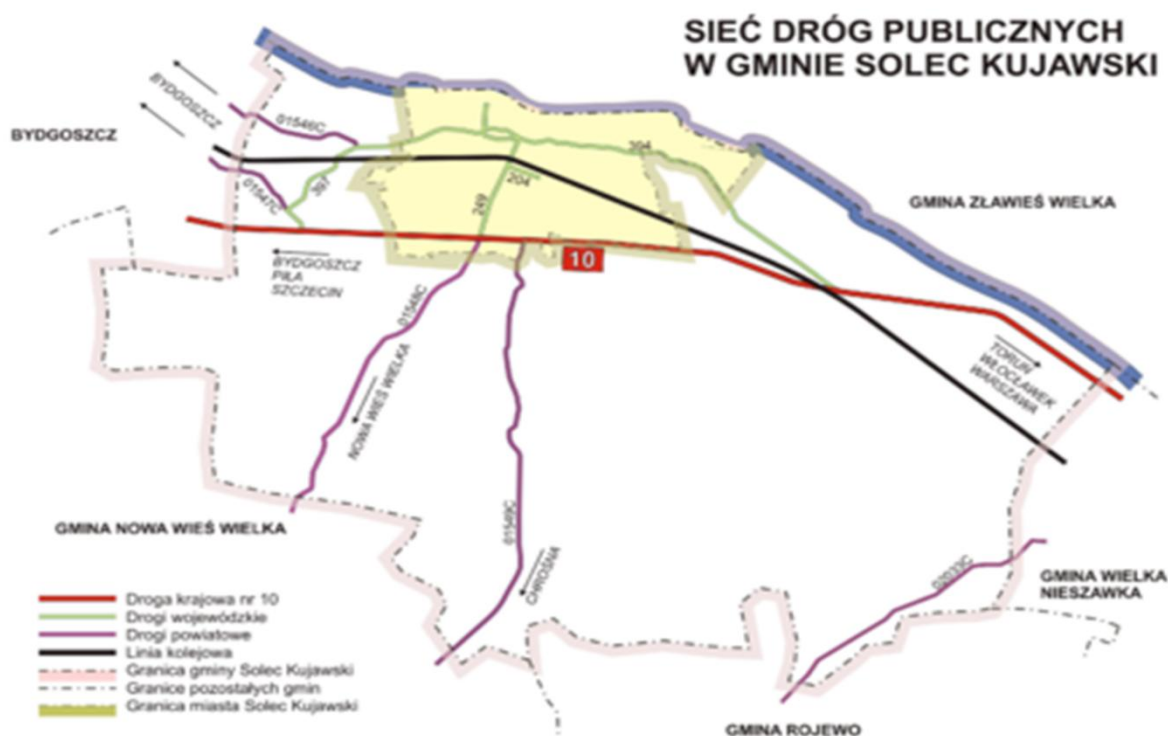 SIEĆ DRÓG PUBLICZNYCH
W GMINIE SOLEC KUJAWSKI
BYDGOSZCZ
BYDGOSZCZ
01546C
01547C
397
204
249
394
GMINA ZŁAWIEŚ WIELKA
10
BYDGOSZCZ
PIŁA
SZCZECIN
01548C
NOWA WIEŚ WIELKA
TORUŃ
WŁOCŁAWEK
WARSZAWA
GMINA NOWA WIEŚ WIELKA
01549C
CHROSNA
02033C
GMINA WIELKA
NIESZAWKA
Droga krajowa nr 10
Drogi wojewódzkie
Drogi powiatowe
Linia kolejowa
Granica gminy Solec Kujawski
Granice pozostałych gmin
Granica miasta Solec Kujawski
GMINA ROJEWO